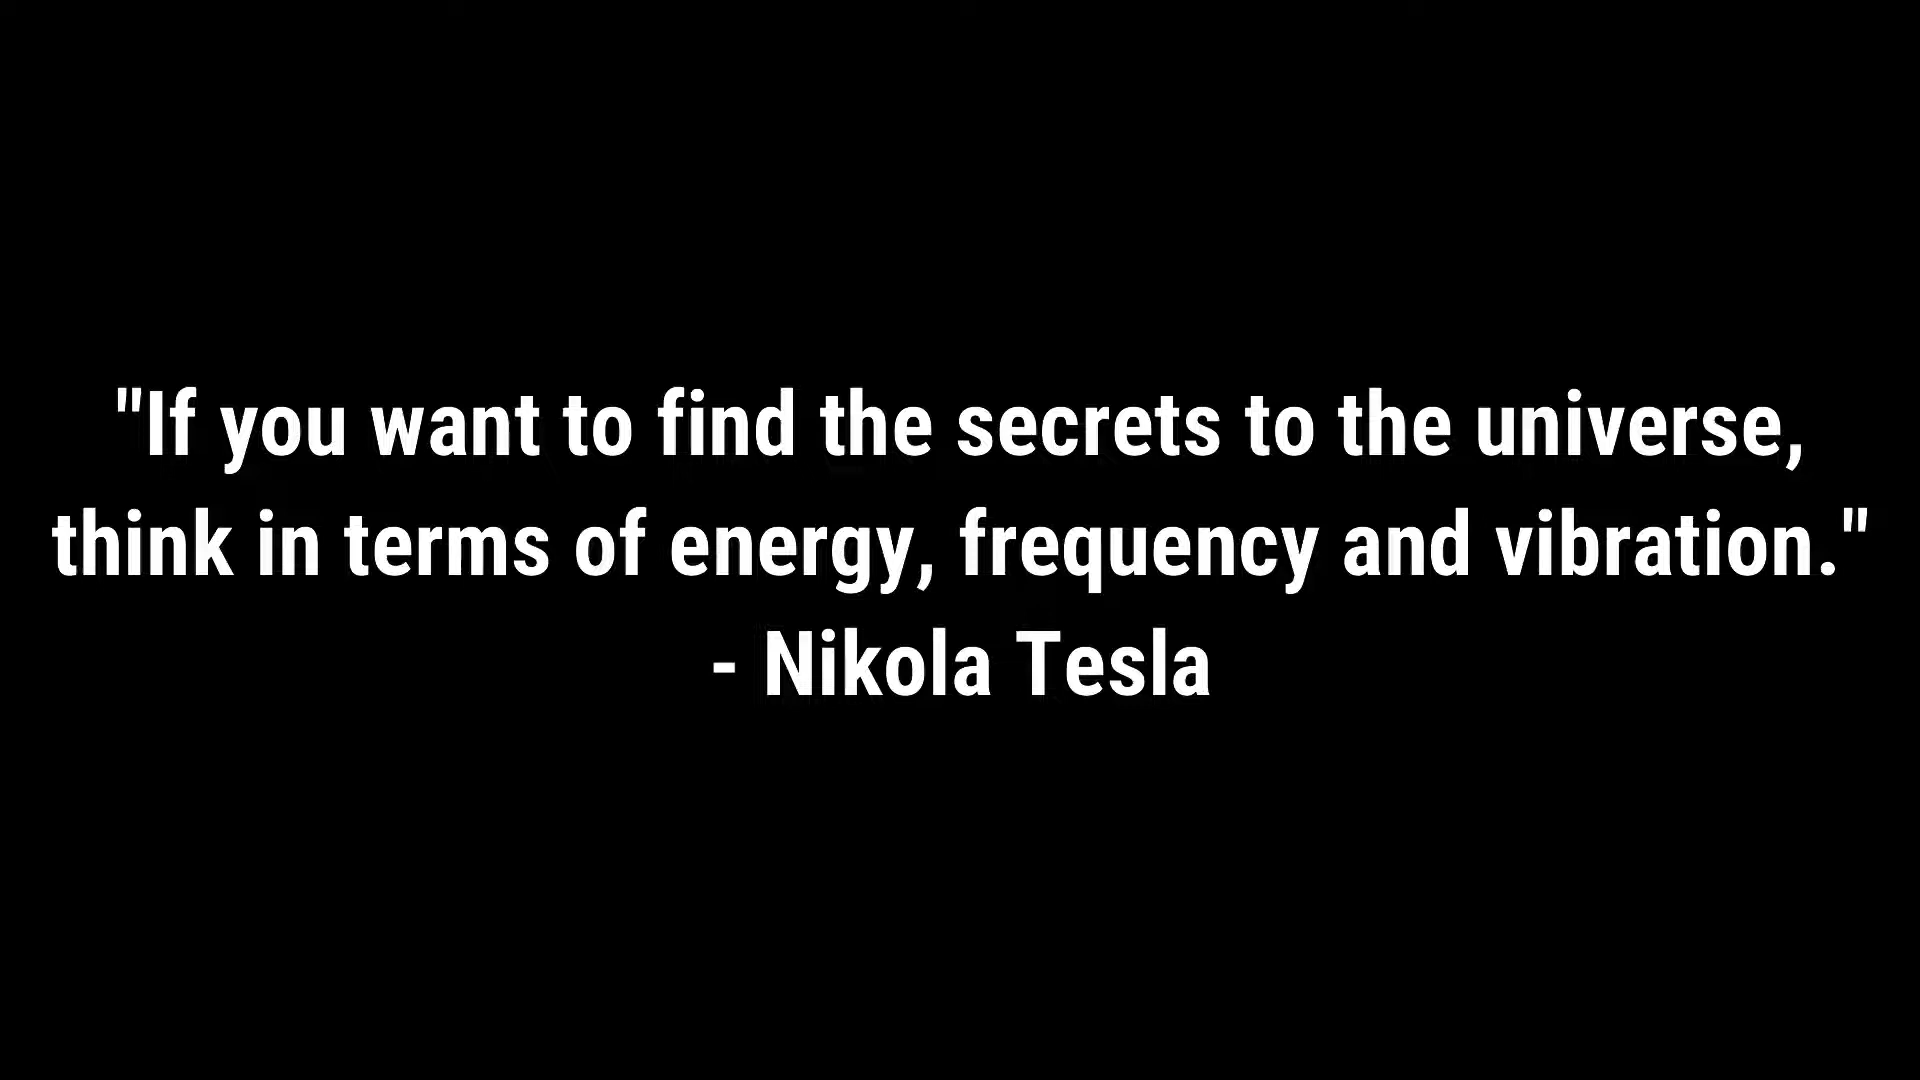 "If you want to find the secrets to the universe,
think in terms of energy, frequency and vibration."
- Nikola Tesla